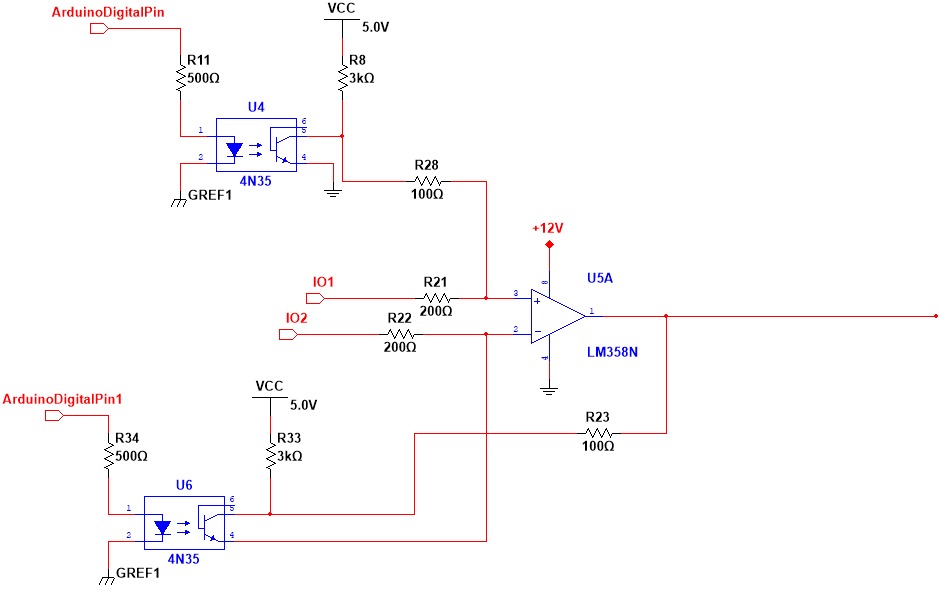 ArduinoDigitalPin
VCC
5.0V
R11
500Ω
R8
3kΩ
U4
1
2
6
5
4
4N35
GREF1
R28
100Ω
+12V
IO1
R21
200Ω
IO2
R22
200Ω
3
2
8
4
1
+
−
U5A
LM358N
ArduinoDigitalPin1
VCC
5.0V
R34
500Ω
R33
3kΩ
R23
100Ω
U6
1
2
6
5
4
4N35
GREF1